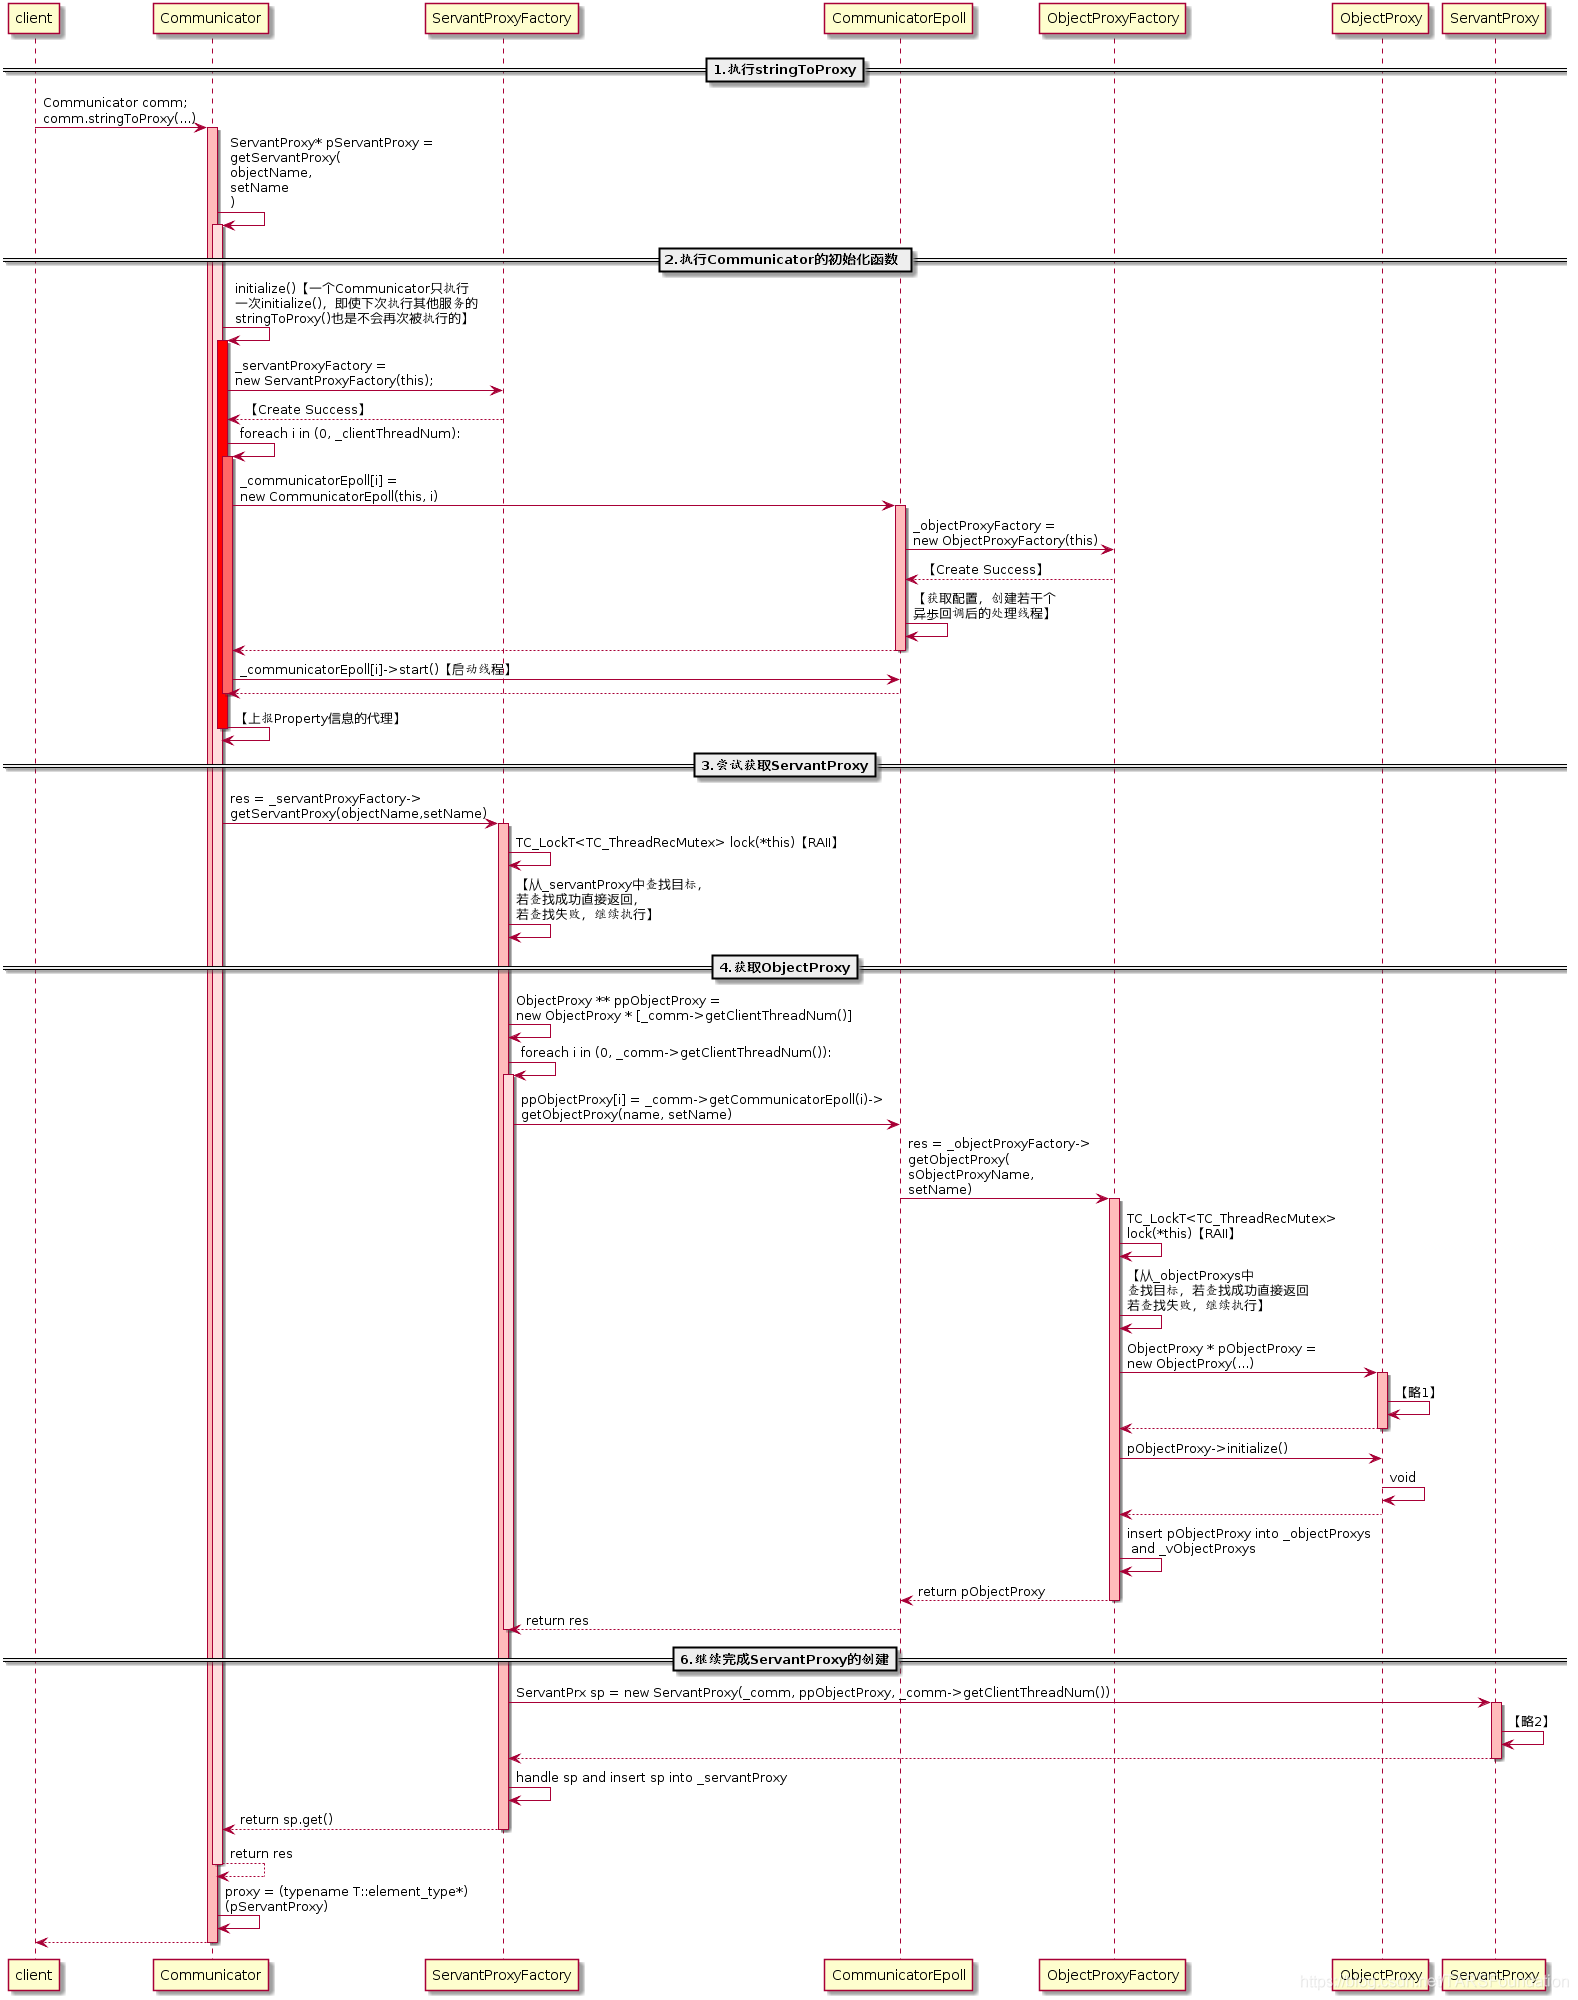 client
Communicator
ServantProxyFactory
CommunicatorEpoll
ObjectProxyFactory
ObjectProxy
ServantProxy
1.执行stringToProxy
Communicator comm;
comm.stringToProxy(...)
ServantProxy* pServantProxy =
getServantProxy(
objectName,
setName
)
2.执行Communicator的初始化函数
initialize()【一个Communicator只执行
一次initialize()，即使下次执行其他服务的
stringToProxy()也是不会再次被执行的】
_servantProxyFactory =
new ServantProxyFactory(this);
【Create Success】
foreach i in (0, _clientThreadNum):
_communicatorEpoll[i] =
new CommunicatorEpoll(this, i)
_objectProxyFactory =
new ObjectProxyFactory(this)
【Create Success】
【获取配置，创建若干个
异步回调后的处理线程】
_communicatorEpoll[i]->start()【启动线程】
【上报Property信息的代理】
3.尝试获取ServantProxy
res = _servantProxyFactory->
getServantProxy(objectName,setName)
TC_LockT<TC_ThreadRecMutex> lock(*this)【RAII】
【从_servantProxy中查找目标，
若查找成功直接返回，
若查找失败，继续执行】
4.获取ObjectProxy
ObjectProxy ** ppObjectProxy =
new ObjectProxy * [_comm->getClientThreadNum()]
foreach i in (0, _comm->getClientThreadNum()):
ppObjectProxy[i] = _comm->getCommunicatorEpoll(i)->
getObjectProxy(name, setName)
res = _objectProxyFactory->
getObjectProxy(
sObjectProxyName,
setName)
TC_LockT<TC_ThreadRecMutex>
lock(*this)【RAII】
【从_objectProxys中
查找目标，若查找成功直接返回
若查找失败，继续执行】
ObjectProxy * pObjectProxy =
new ObjectProxy(...)
【略1】
pObjectProxy->initialize()
void
insert pObjectProxy into _objectProxys
and _vObjectProxys
return pObjectProxy
return res
6.继续完成ServantProxy的创建
ServantPrx sp = new ServantProxy(_comm, ppObjectProxy, _comm->getClientThreadNum())
【略2】
handle sp and insert sp into _servantProxy
return sp.get()
return res
proxy = (typename T::element_type*)
(pServantProxy)
client
Communicator
ServantProxyFactory
CommunicatorEpoll
ObjectProxyFactory
ObjectProxy
ServantProxy